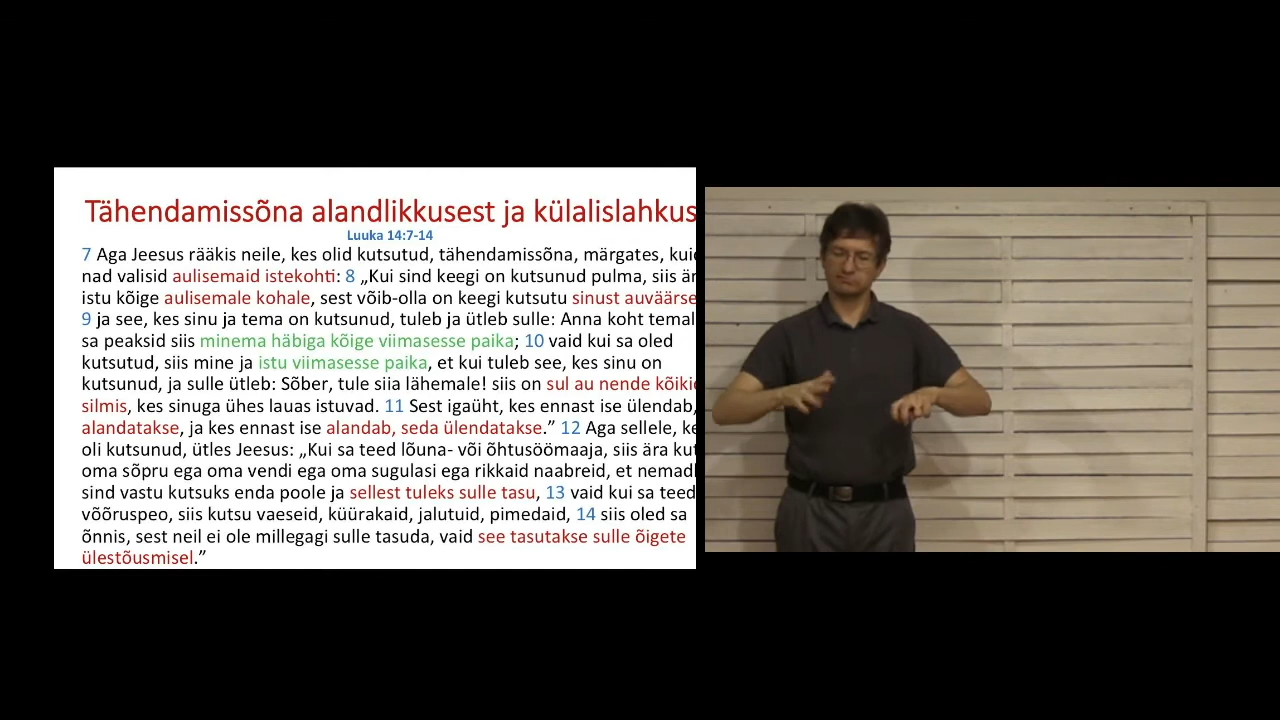 Tähendamissõna alandlikkusest ja külalislahkus
Luuka 14:7-14
7 Aga Jeesus rääkis neile, kes olid kutsutud, tähendamissõna, märgates,
nad valisid aulisemaid istekohti: 8 „Kui sind keegi on kutsunud pulma, siis
istu kõige aulisemale kohale, sest võib-olla on keegi kutsutu sinust
9 ja see, kes sinu ja tema on kutsunud, tuleb ja ütleb sulle: Anna koht
sa peaksid siis minema häbiga kõige viimasesse paika; 10 vaid kui sa oled
kutsutud, siis mine ja istu viimasesse paika, et kui tuleb see, kes sinu on
kutsunud, ja sulle ütleb: Sõber, tule siia lähemale! siis on sul au nende
silmis, kes sinuga ühes lauas istuvad. 11 Sest igaüht, kes ennast ise ülendab,
alandatakse, ja kes ennast ise alandab, seda ülendatakse.” 12 Aga sellele,
oli kutsunud, ütles Jeesus: „Kui sa teed lõuna- või õhtusöömaaja, siis ära
oma sõpru ega oma vendi ega oma sugulasi ega rikkaid naabreid, et
sind vastu kutsuks enda poole ja sellest tuleks sulle tasu, 13 vaid kui sa teed
võõruspeo, siis kutsu vaeseid, küürakaid, jalutuid, pimedaid, 14 siis oled sa
õnnis, sest neil ei ole millegagi sulle tasuda, vaid see tasutakse sulle õigete
ülestõusmisel.”